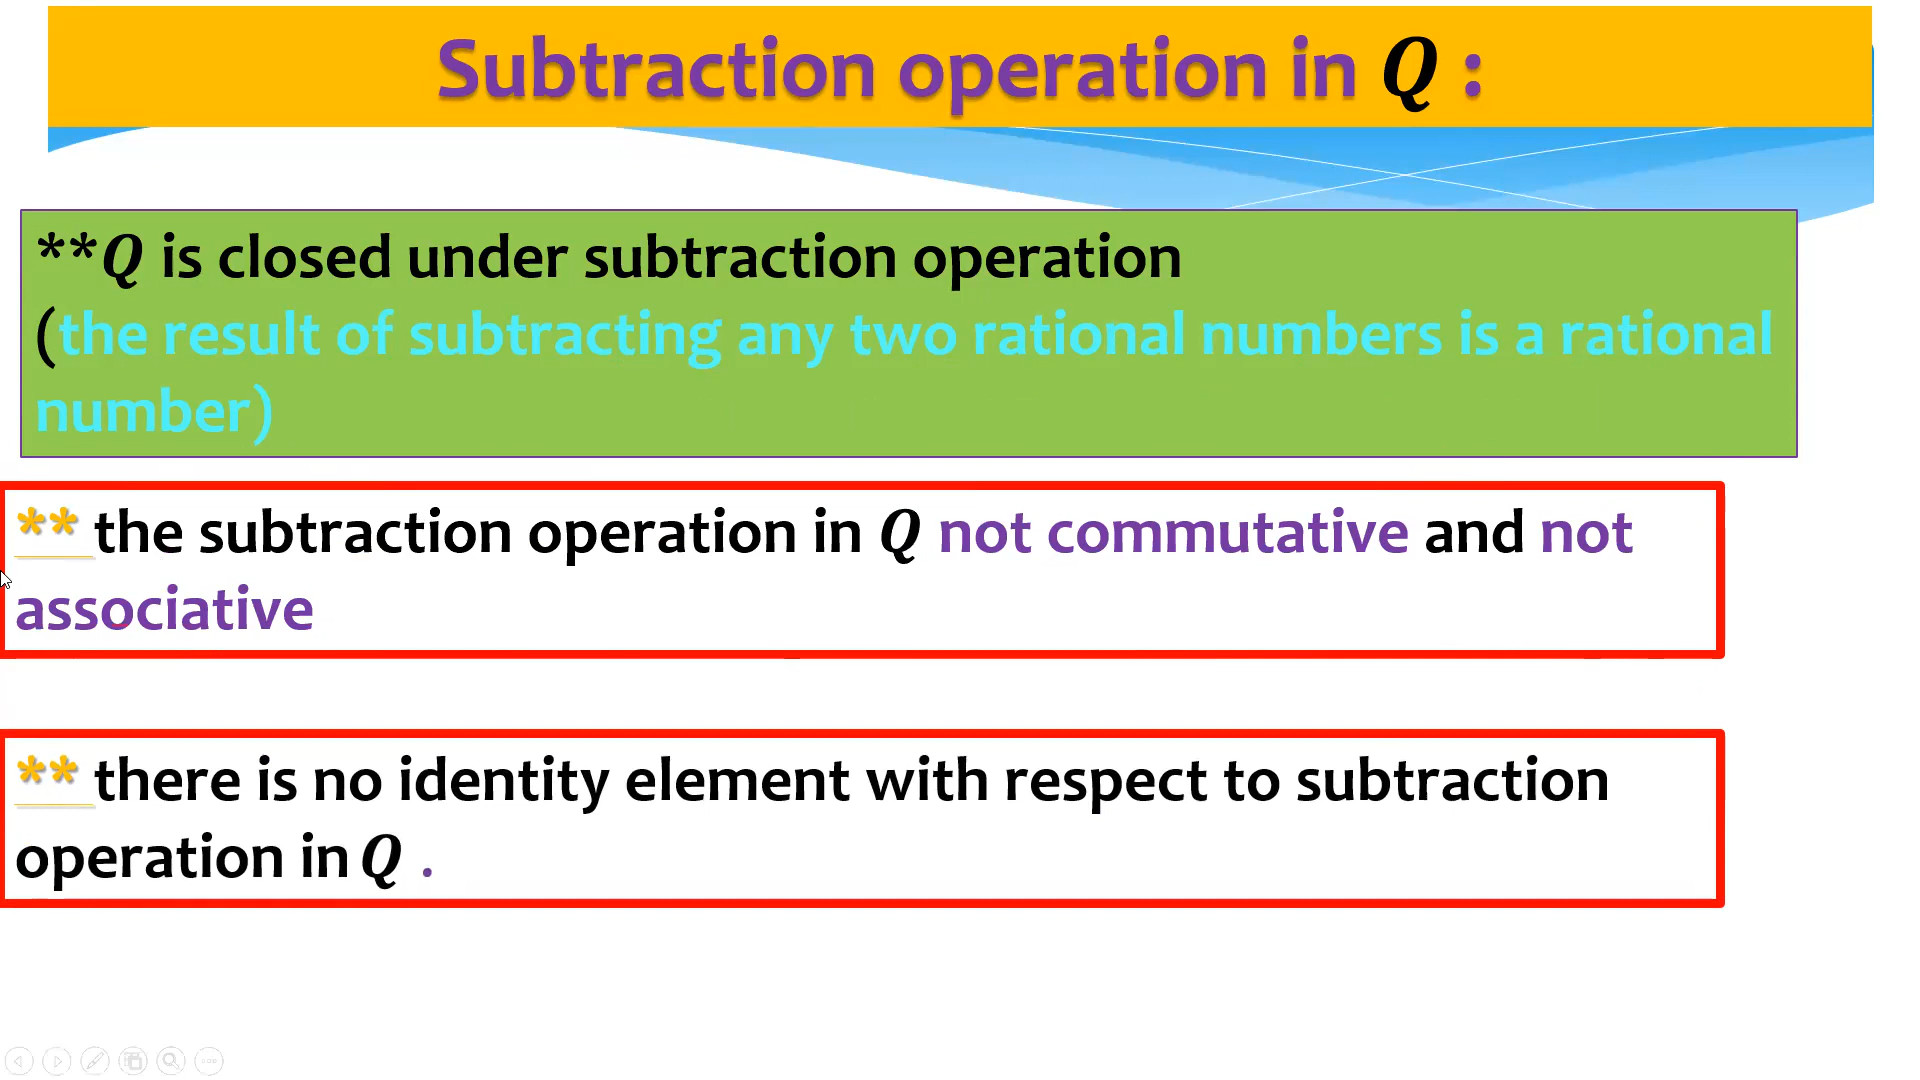 Subtraction operation in Q :
**Q is closed under subtraction operation
(the result of subtracting any two rational numbers is a rational
number)
** the subtraction operation in Q not commutative and not
associative
** there is no identity element with respect to subtraction
operation in Q .